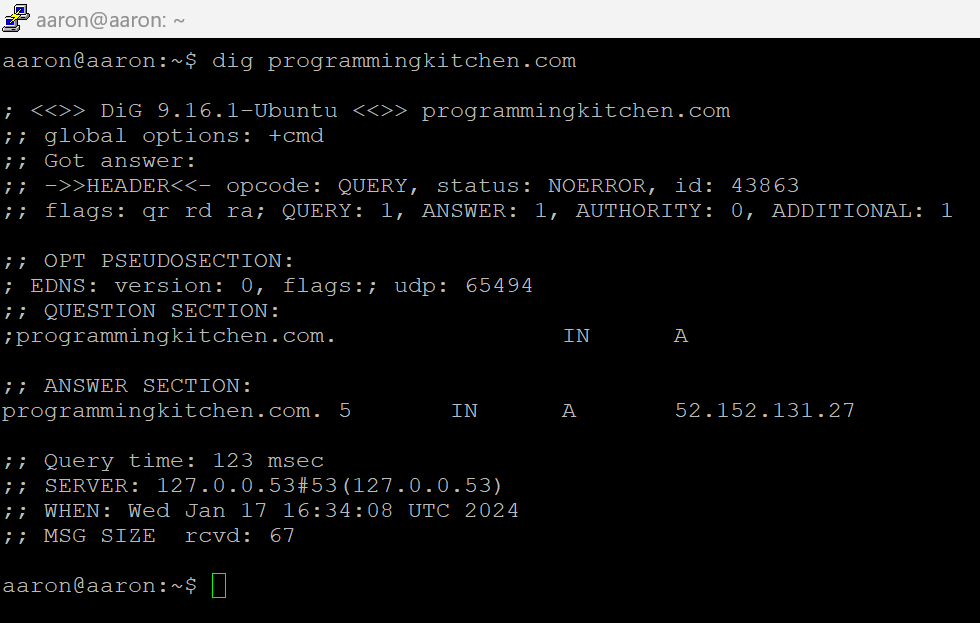 aaron@aaron: ~
aaron@aaron:~$ dig programmingkitchen.com
; <<>> DiG 9.16.1-Ubuntu <<>> programmingkitchen.com
;; global options: +cmd
;; Got answer:
;; ->>HEADER<<- opcode: QUERY, status: NOERROR, id: 43863
;; flags: qr rd ra; QUERY: 1, ANSWER: 1, AUTHORITY: 0, ADDITIONAL: 1
;; OPT PSEUDOSECTION:
; EDNS: version: 0, flags:; udp: 65494
;; QUESTION SECTION:
;programmingkitchen.com. IN A
;; ANSWER SECTION:
programmingkitchen.com. 5 IN A 52.152.131.27
;; Query time: 123 msec
;; SERVER: 127.0.0.53#53(127.0.0.53)
;; WHEN: Wed Jan 17 16:34:08 UTC 2024
;; MSG SIZE  rcvd: 67
aaron@aaron:~$